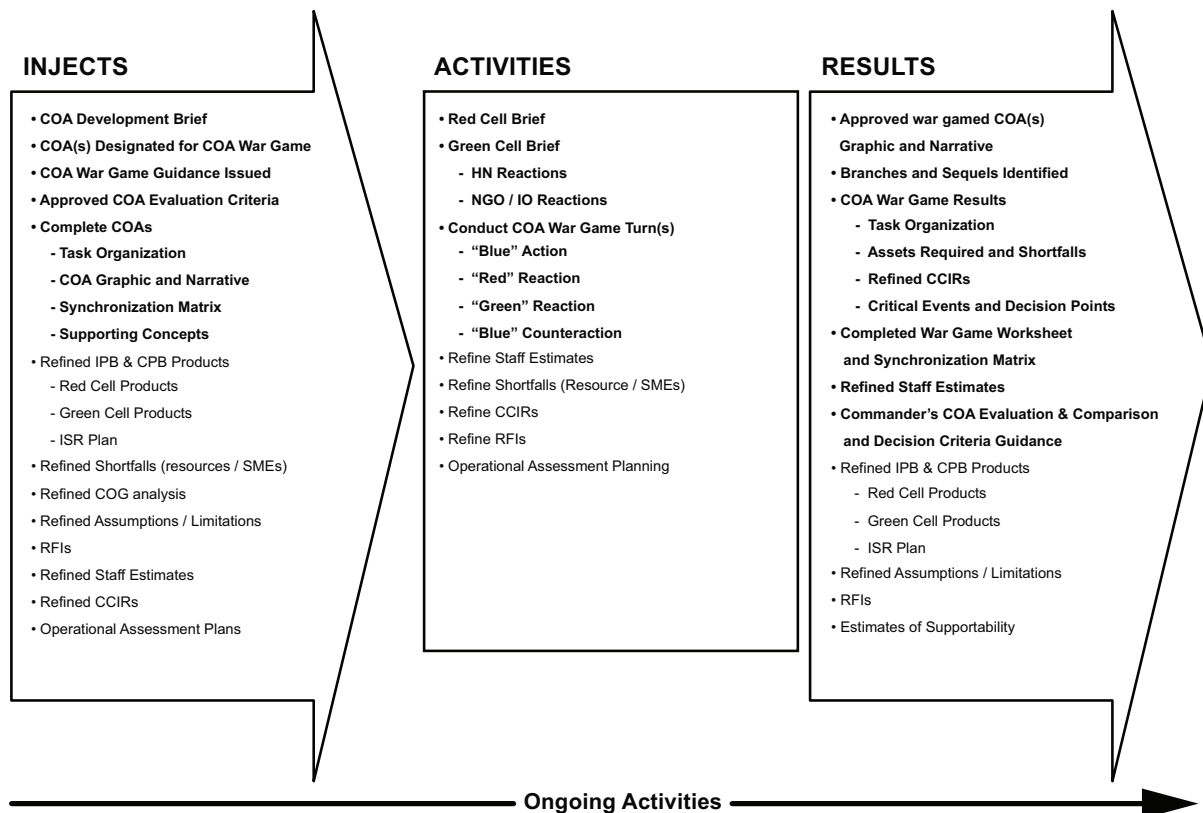 INJECTS
• COA Development Brief
• COA(s) Designated for COA War Game
• COA War Game Guidance Issued
• Approved COA Evaluation Criteria
• Complete COAs
- Task Organization
- COA Graphic and Narrative
- Synchronization Matrix
- Supporting Concepts
• Refined IPB & CPB Products
- Red Cell Products
- Green Cell Products
- ISR Plan
• Refined Shortfalls (resources / SMEs)
• Refined COG analysis
• Refined Assumptions / Limitations
• RFIs
• Refined Staff Estimates
• Refined CCIRs
• Operational Assessment Plans
ACTIVITIES
• Red Cell Brief
• Green Cell Brief
- HN Reactions
- NGO / IO Reactions
• Conduct COA War Game Turn(s)
- “Blue” Action
- “Red” Reaction
- “Green” Reaction
- “Blue” Counteraction
• Refine Staff Estimates
• Refine Shortfalls (Resource / SMEs)
• Refine CCIRs
• Refine RFIs
• Operational Assessment Planning
RESULTS
• Approved war gamed COA(s)
Graphic and Narrative
• Branches and Sequels Identified
• COA War Game Results
- Task Organization
- Assets Required and Shortfalls
- Refined CCIRs
- Critical Events and Decision Points
• Completed War Game Worksheet
and Synchronization Matrix
• Refined Staff Estimates
• Commander’s COA Evaluation & Comparison
and Decision Criteria Guidance
• Refined IPB & CPB Products
- Red Cell Products
- Green Cell Products
- ISR Plan
• Refined Assumptions / Limitations
• RFIs
• Estimates of Supportability
Ongoing Activities